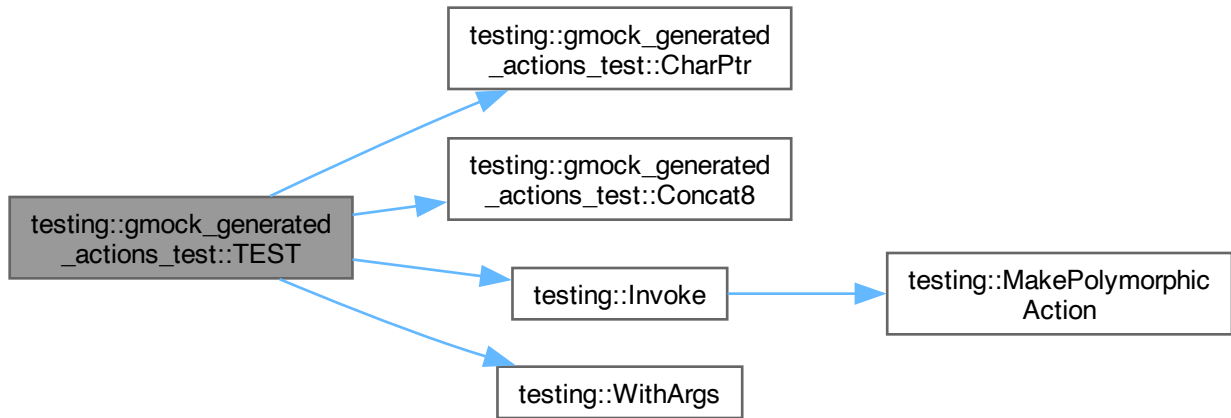 testing::gmock_generated
_actions_test::TEST
testing::gmock_generated
_actions_test::CharPtr
testing::gmock_generated
_actions_test::Concat8
testing::Invoke
testing::MakePolymorphic
Action
testing::WithArgs